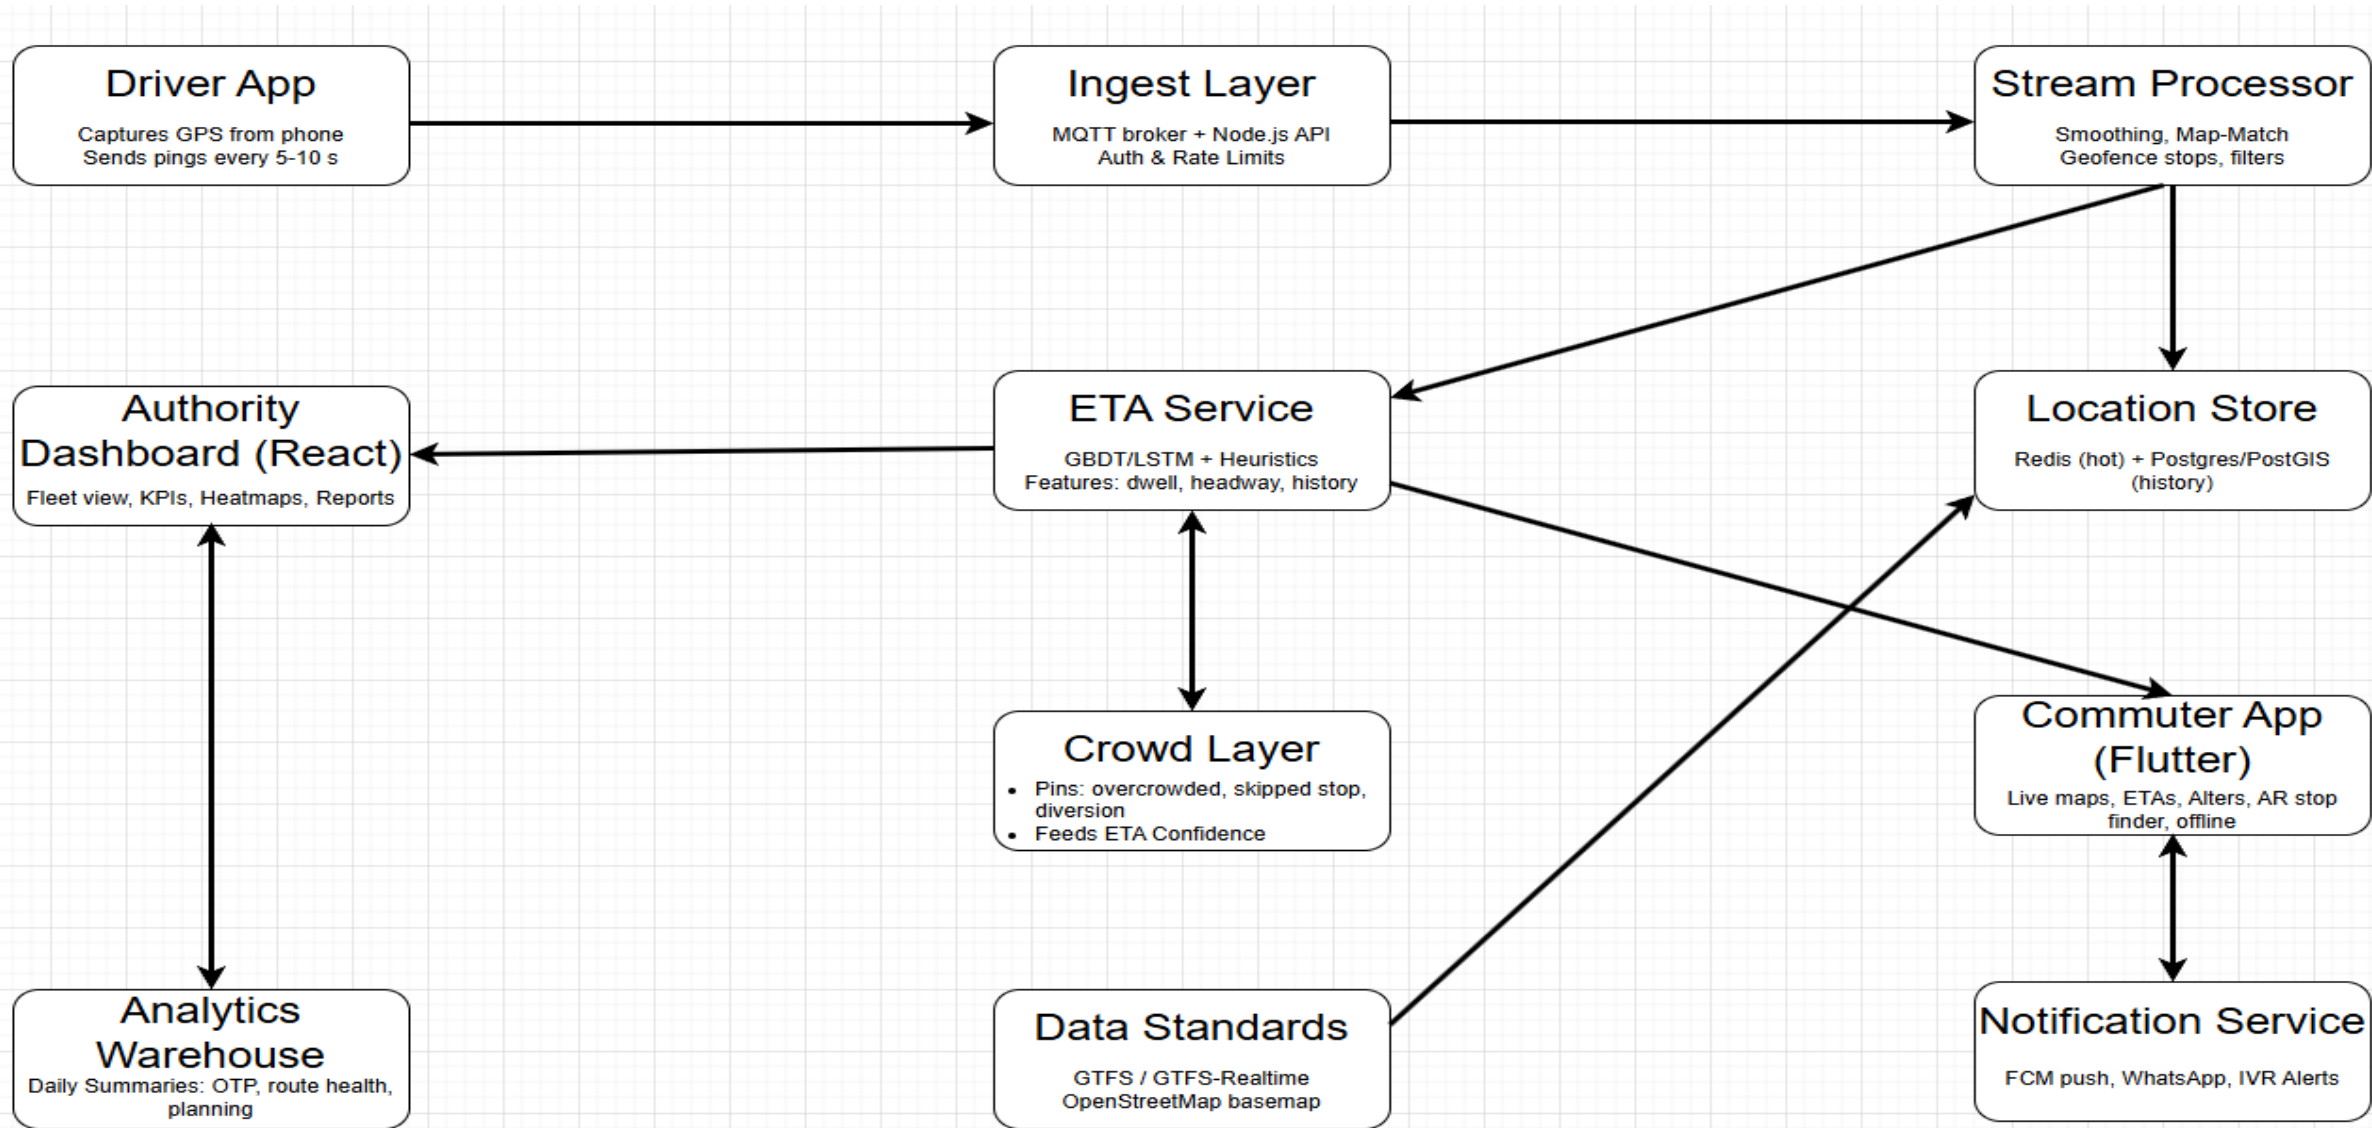 Driver App
Captures GPS from phone
Sends pings every 5-10 s
Ingest Layer
MQTT broker + Node.js API
Auth & Rate Limits
Stream Processor
Smoothing, Map-Match
Geofence stops, filters
Authority
Dashboard (React)
Fleet view, KPIs, Heatmaps, Reports
ETA Service
GBDT/LSTM + Heuristics
Features: dwell, headway, history
Location Store
Redis (hot) + Postgres/PostGIS
(history)
Crowd Layer
• Pins: overcrowded, skipped stop,
diversion
• Feeds ETA Confidence
Commuter App
(Flutter)
Live maps, ETAs, Alters, AR stop
finder, offline
Analytics
Warehouse
Daily Summaries: OTP, route health,
planning
Data Standards
GTFS / GTFS-Realtime
OpenStreetMap basemap
Notification Service
FCM push, WhatsApp, IVR Alerts